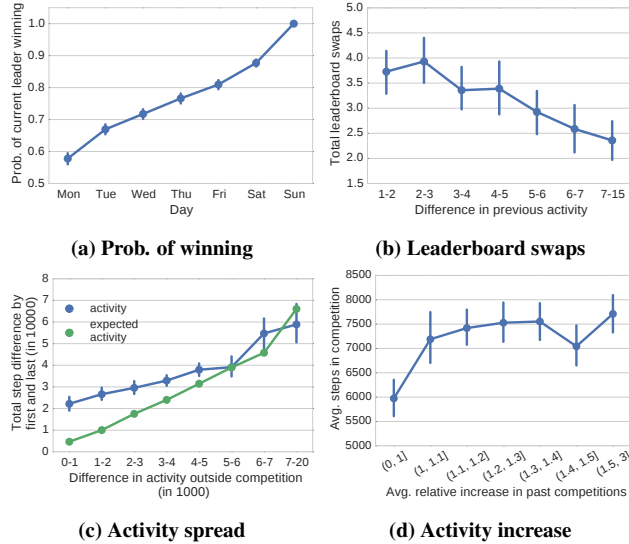 Prob. of current leader winning
1.0
0.9
0.8
0.7
0.6
0.5
Mon Tue Wed Thu Fri Sat Sun
Day
(a) Prob. of winning
Total leaderboard swaps
5.0
4.5
4.0
3.5
3.0
2.5
2.0
1.5
1-2 2-3 3-4 4-5 5-6 6-7 7-15
Difference in previous activity
(b) Leaderboard swaps
Total step difference by
first and last (in 10000)
8
7
6
5
4
3
2
1
0
activity
expected
activity
0-1 1-2 2-3 3-4 4-5 5-6 6-7 7-20
Difference in activity outside competition
(in 1000)
(c) Activity spread
Avg. steps in competition
8500
8000
7500
7000
6500
6000
5500
5000
(0, 1] (1, 1.1] (1.1, 1.2] (1.2, 1.3] (1.3, 1.4] (1.4, 1.5] (1.5, 3]
Avg. relative increase in past competitions
(d) Activity increase